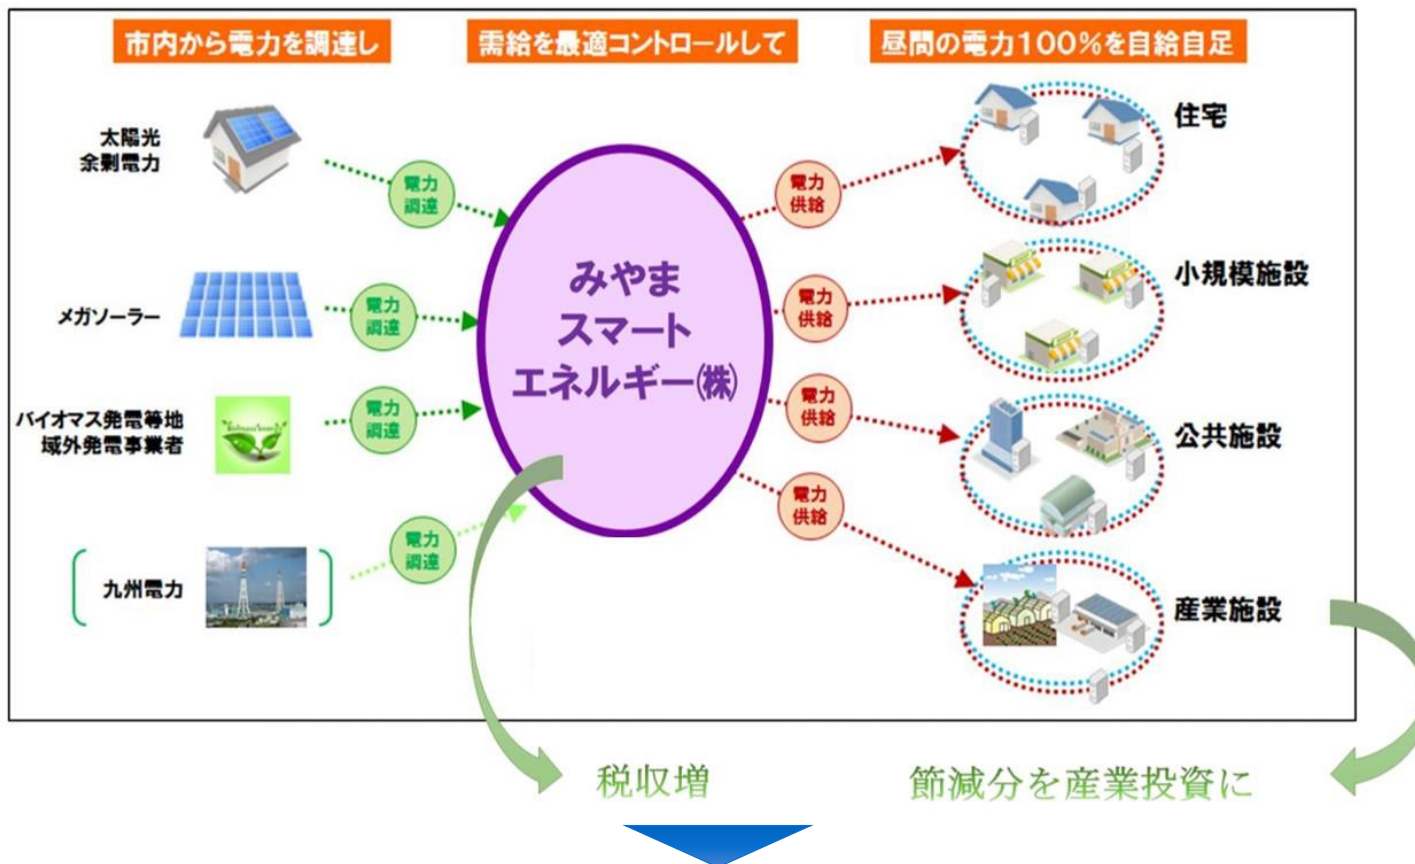 市内から電力を調達し
需給を最適コントロールして
昼間の電力100%を自給自足
太陽光
余剰電力
電力
調達
メガソーラー
電力
調達
バイオマス発電等地
域外発電事業者
電力
調達
九州電力
電力
調達
みやま
スマート
エネルギー㈱
電力
供給
住宅
電力
供給
小規模施設
電力
供給
公共施設
電力
供給
産業施設
税収増
節減分を産業投資に